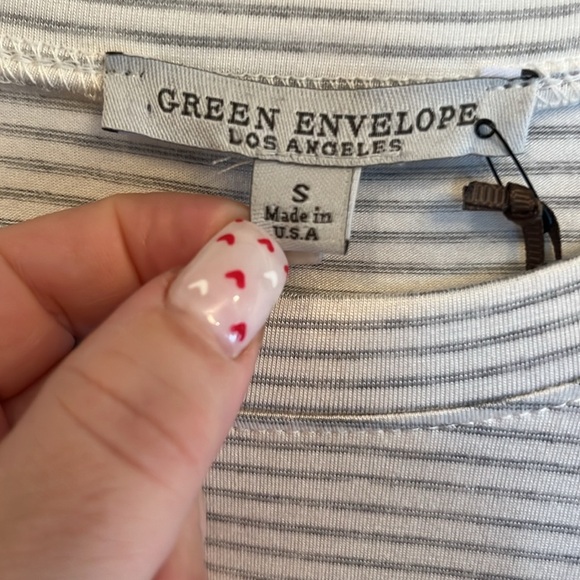 GREEN ENVELOPE
LOS ANGELES
S
Made in
U.S.A